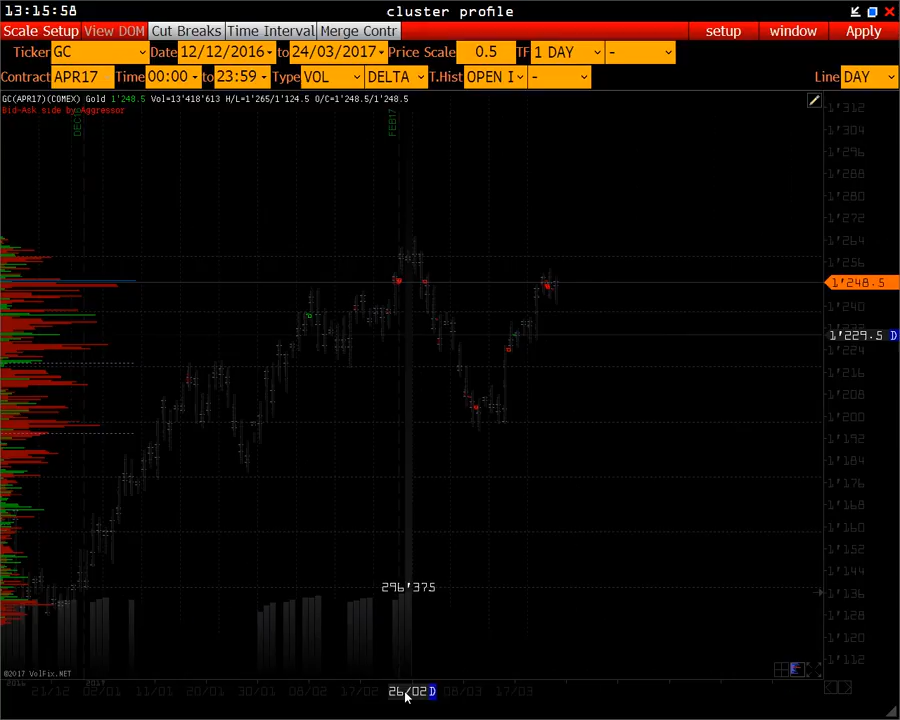 13:15:58 cluster profile
Scale Setup View DOM Cut Breaks Time Interval Merge Contr setup window Apply
Ticker GC Date 12/12/2016 to 24/03/2017 Price Scale 0.5 TF 1 DAY -
Contract APR17 Time 00:00 to 23:59 Type VOL DELTA T.Hist OPEN I - Line DAY
GC(APR17)(COMEX) Gold 1'248.5 Vol=13'418'613 H/L=1'265/1'124.5 O/C=1'248.5/1'248.5
Bid-Ask side by Aggressor
DEC16
FEB17
1'312
1'304
1'296
1'288
1'280
1'272
1'264
1'256
1'248.5
1'240
1'229.5 D
1'224
1'216
1'208
1'200
1'192
1'184
1'176
1'168
1'160
1'152
1'144
1'136
1'128
1'120
1'112
296'375
©2017 VolFix.NET
2016 2017
21/12 02/01 11/01 20/01 30/01 08/02 17/02 26/02 D 08/03 17/03